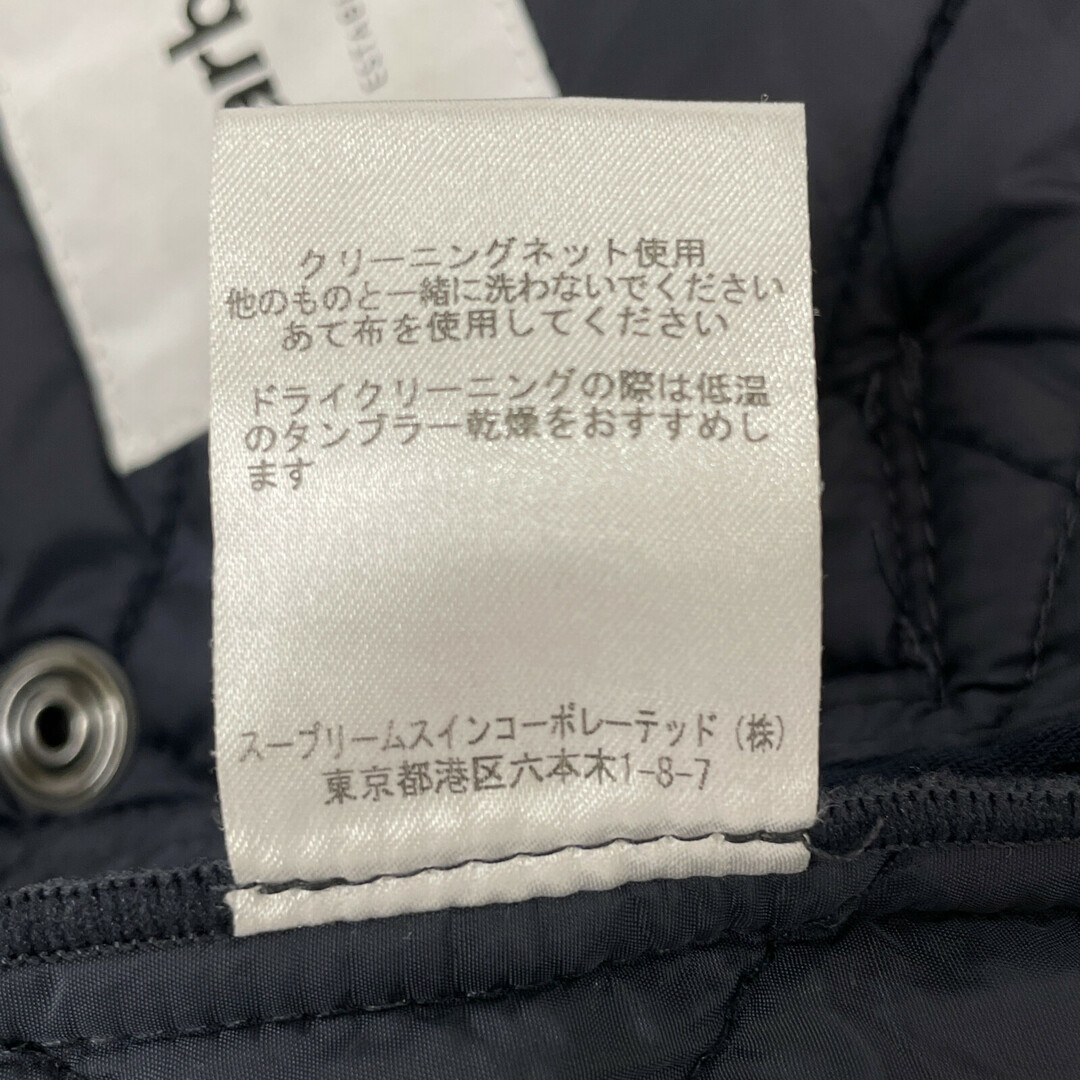 クリーニングネット使用
他のものと一緒に洗わないでください
あて布を使用してください
ドライクリーニングの際は低温
のタンブラー乾燥をおすすめし
ます
スープリームスインコーポレーテッド(株)
東京都港区六本木1-8-7